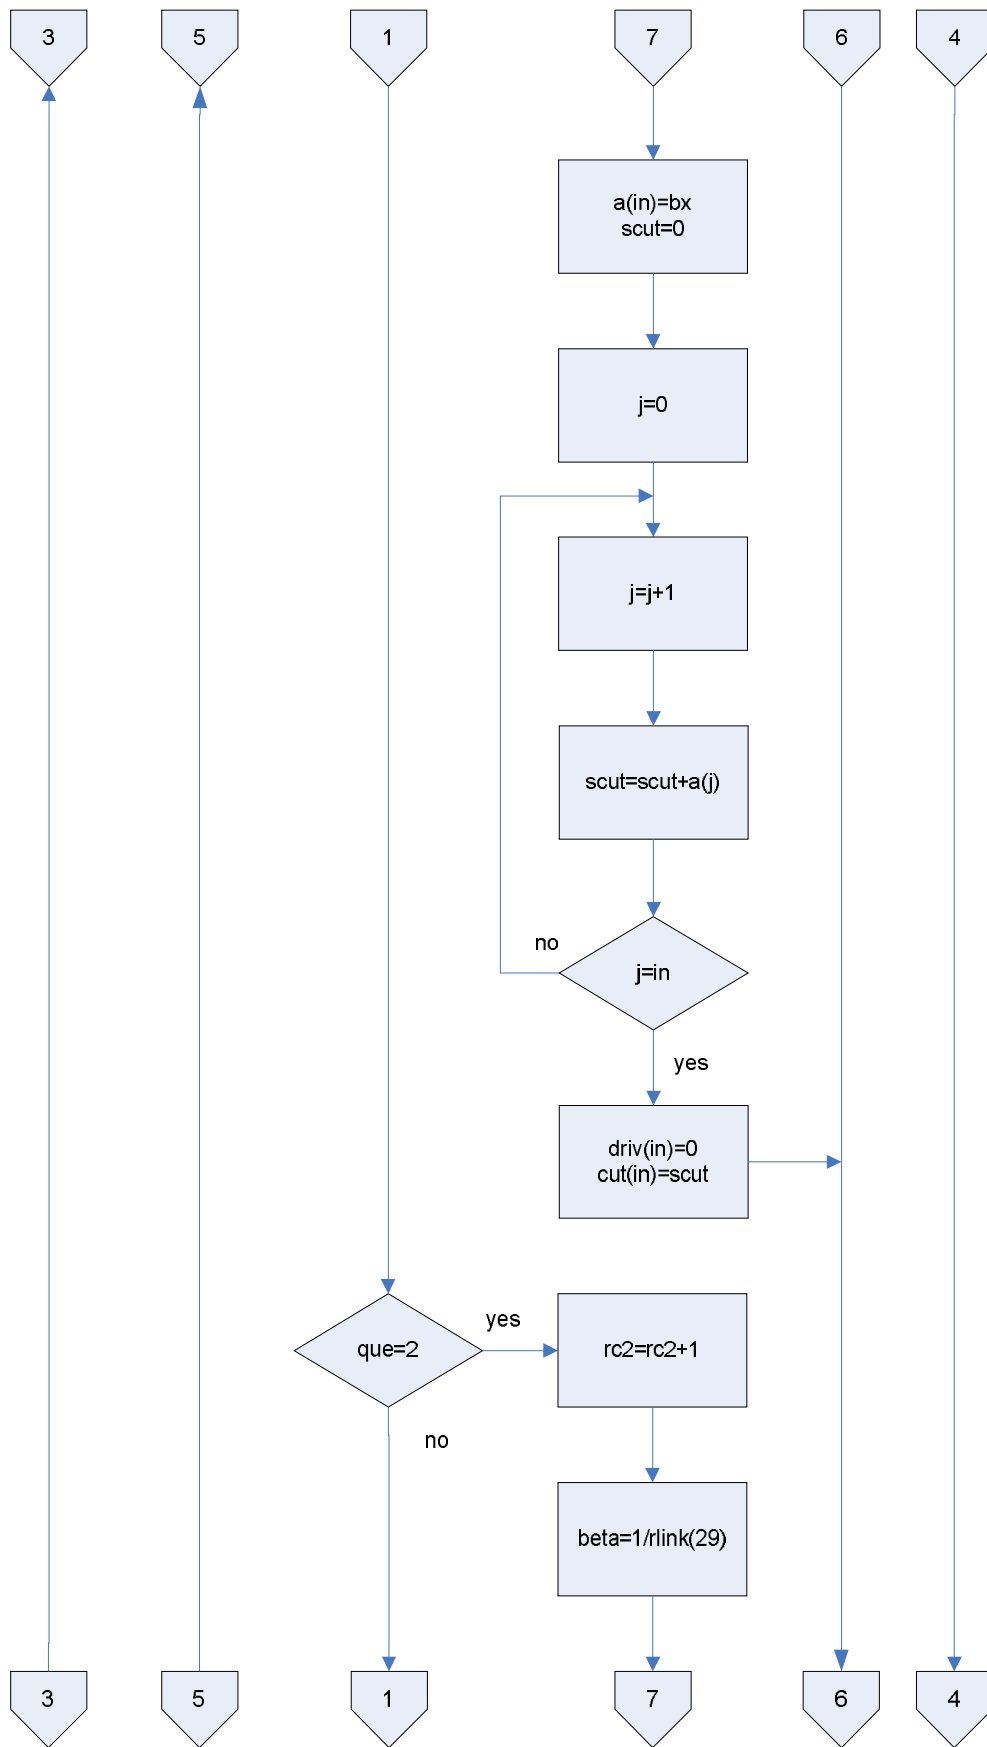 3
5
1
7
6
4
a(in)=bx
scut=0
j=0
j=j+1
scut=scut+a(j)
no
j=in
yes
driv(in)=0
cut(in)=scut
yes
que=2
rc2=rc2+1
no
beta=1/rlink(29)
3
5
1
7
6
4